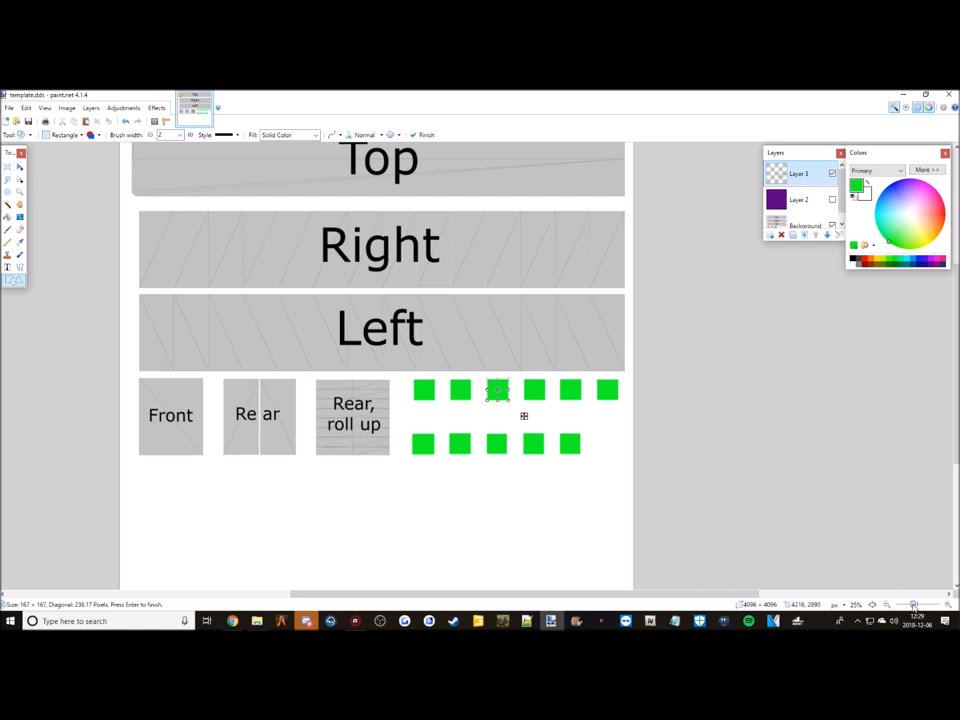 template.dds - paint.net 4.1.4
File Edit View Image Layers Adjustments Effects
Tool: Rectangle Brush width: 2 Style: Fill: Solid Color Normal Finish
To...
Top
Right
Left
Front
Re ar
Rear,
roll up
Layers
Layer 3
Layer 2
Background
Colors
Primary
More >>
Size: 167 × 167, Diagonal: 236.17 Pixels. Press Enter to finish.
4096 × 4096
4216, 2890
px
25%
Type here to search
12:29
2018-12-06